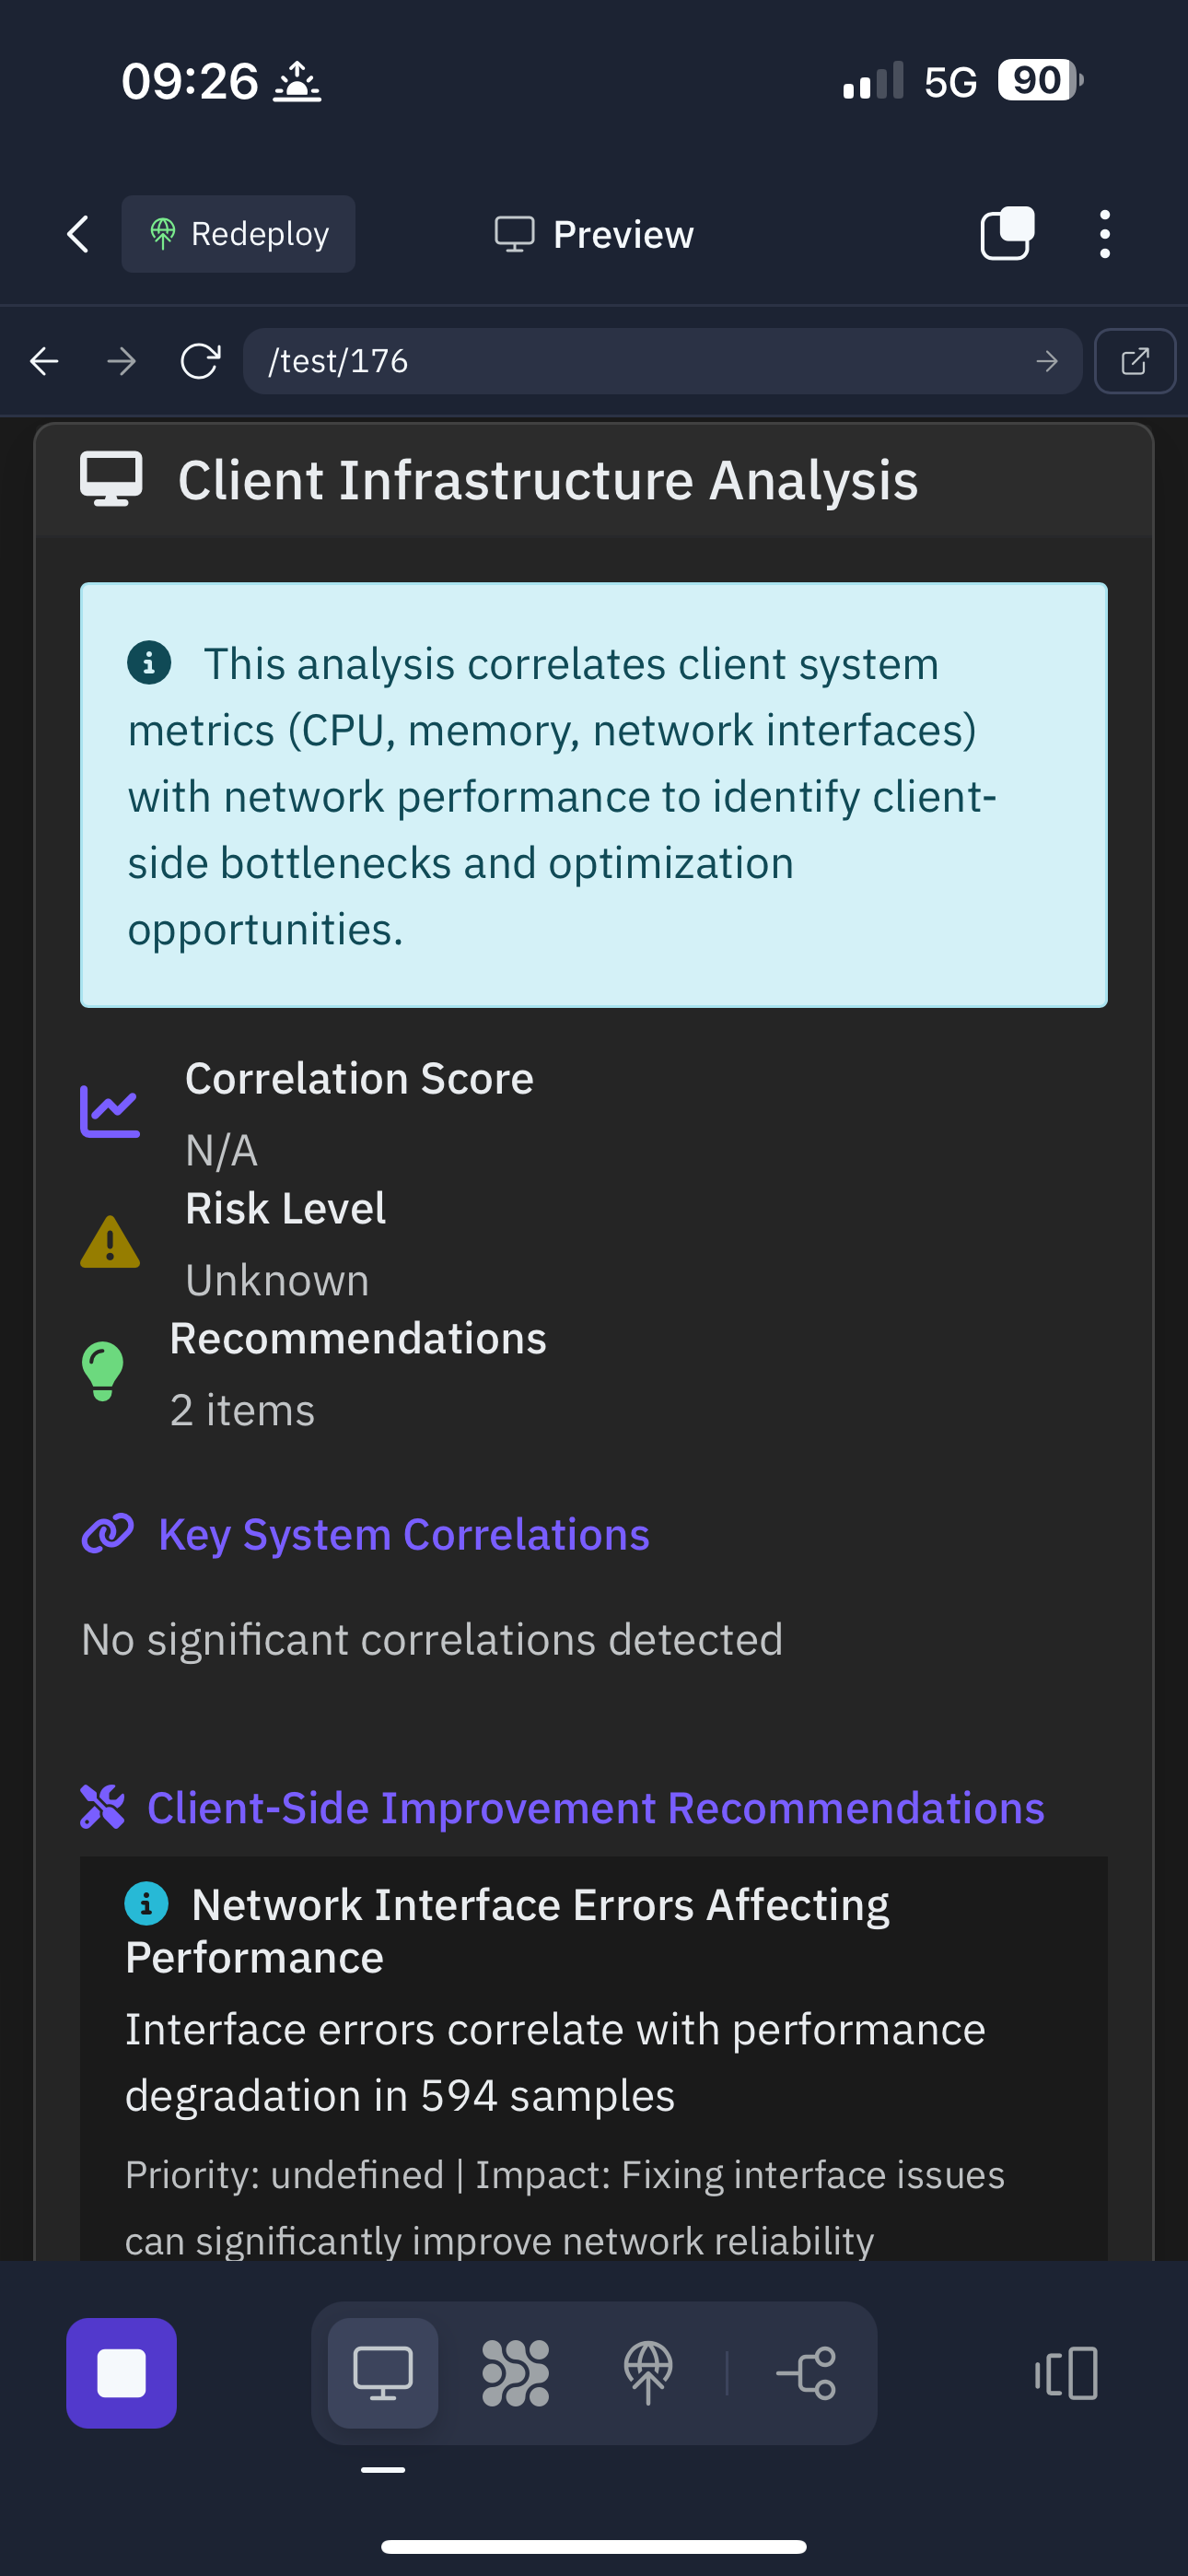 09:26
5G 90
Redeploy
Preview
/test/176
Client Infrastructure Analysis
This analysis correlates client system
metrics (CPU, memory, network interfaces)
with network performance to identify client-
side bottlenecks and optimization
opportunities.
Correlation Score
N/A
Risk Level
Unknown
Recommendations
2 items
Key System Correlations
No significant correlations detected
Client-Side Improvement Recommendations
Network Interface Errors Affecting
Performance
Interface errors correlate with performance
degradation in 594 samples
Priority: undefined | Impact: Fixing interface issues
can significantly improve network reliability